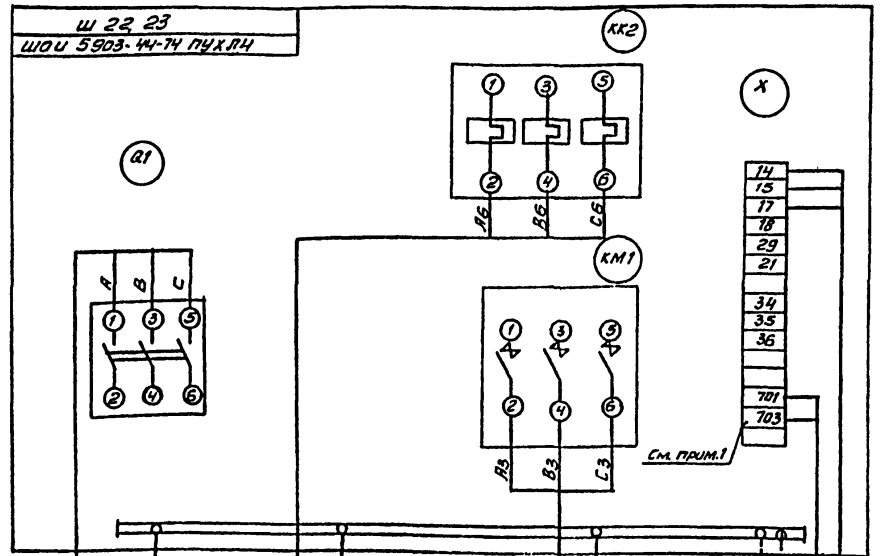 Ш 22, 23
ШОИ 5903-44-74 ПУХЛ4
КК2
1 3 5
2 4 6
А6 В6 С6
Х
14
15
17
18
29
21
34
35
36
701
703
См. прим.1
Q1
А В С
1 3 5
2 4 6
КМ1
1 3 5
2 4 6
А3 В3 С3